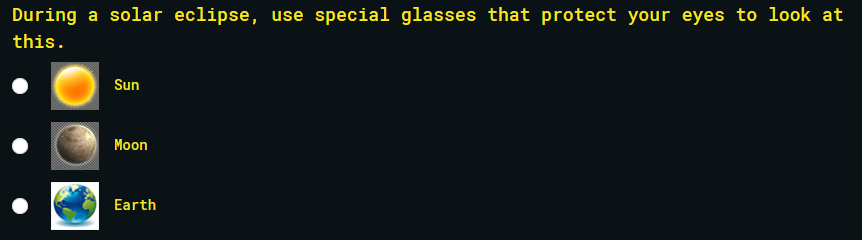 During a solar eclipse, use special glasses that protect your eyes to look at
this.
Sun
Moon
Earth